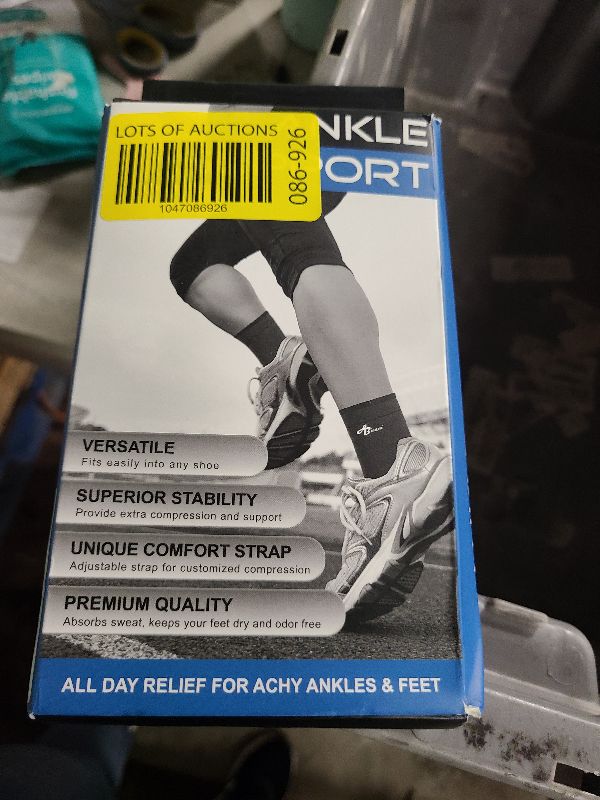 LOTS OF AUCTIONS
1047086926
086-926
NKLE
PORT
VERSATILE
Fits easily into any shoe
SUPERIOR STABILITY
Provide extra compression and support
UNIQUE COMFORT STRAP
Adjustable strap for customized compression
PREMIUM QUALITY
Absorbs sweat, keeps your feet dry and odor free
ALL DAY RELIEF FOR ACHY ANKLES & FEET